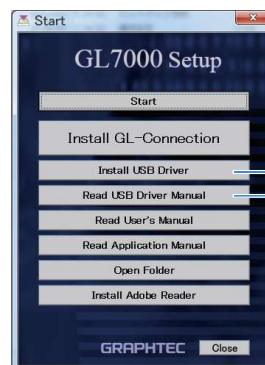 Start
GL7000 Setup
Start
Install GL-Connection
Install USB Driver
Read USB Driver Manual
Read User's Manual
Read Application Manual
Open Folder
Install Adobe Reader
GRAPHTEC Close